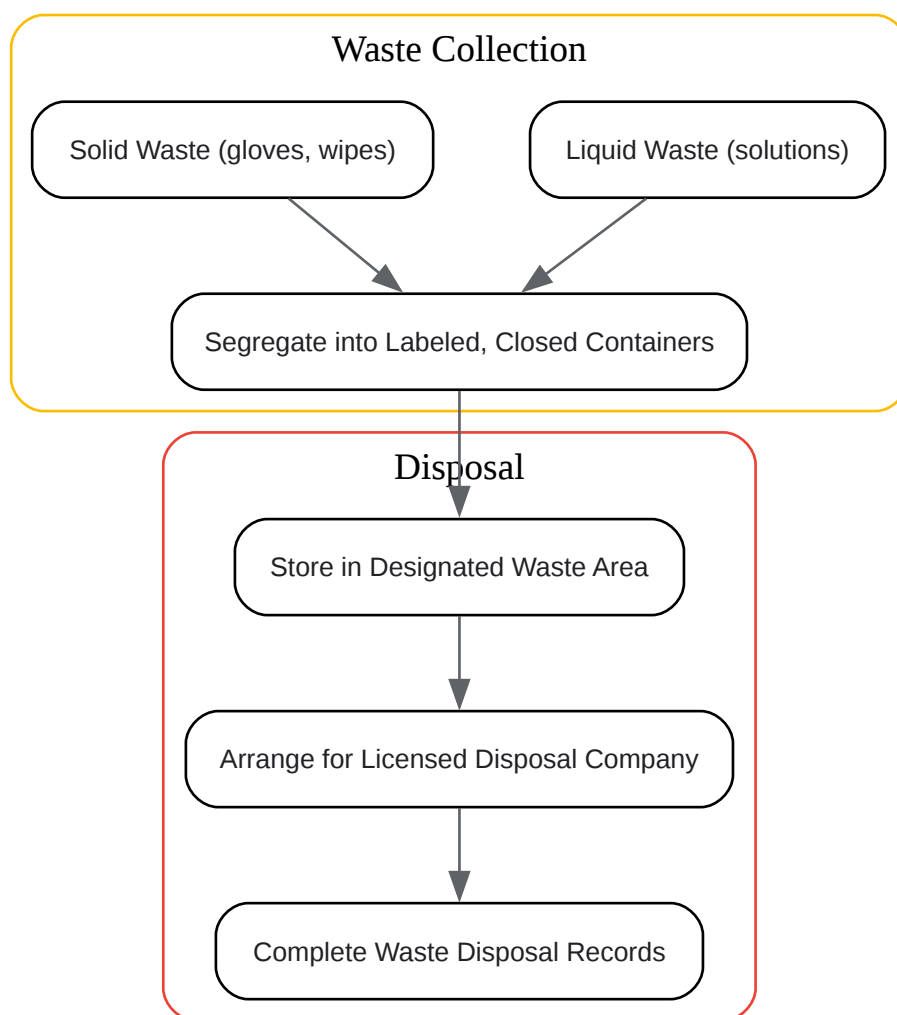 Waste Collection
Solid Waste (gloves, wipes)
Liquid Waste (solutions)
Segregate into Labeled, Closed Containers
Disposal
Store in Designated Waste Area
Arrange for Licensed Disposal Company
Complete Waste Disposal Records